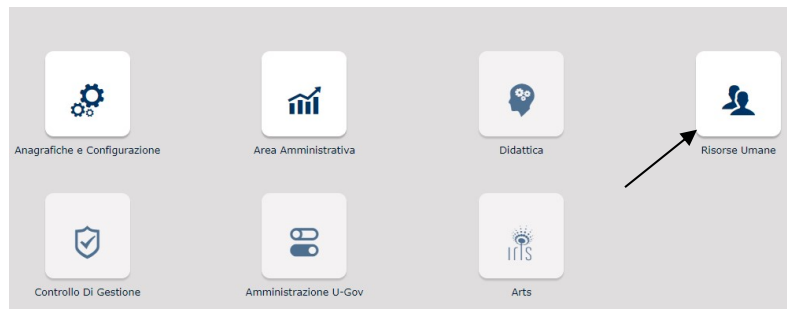 Anagrafiche e Configurazione
Area Amministrativa
Didattica
Risorse Umane
IrIS
Controllo Di Gestione
Amministrazione U-Gov
Arts